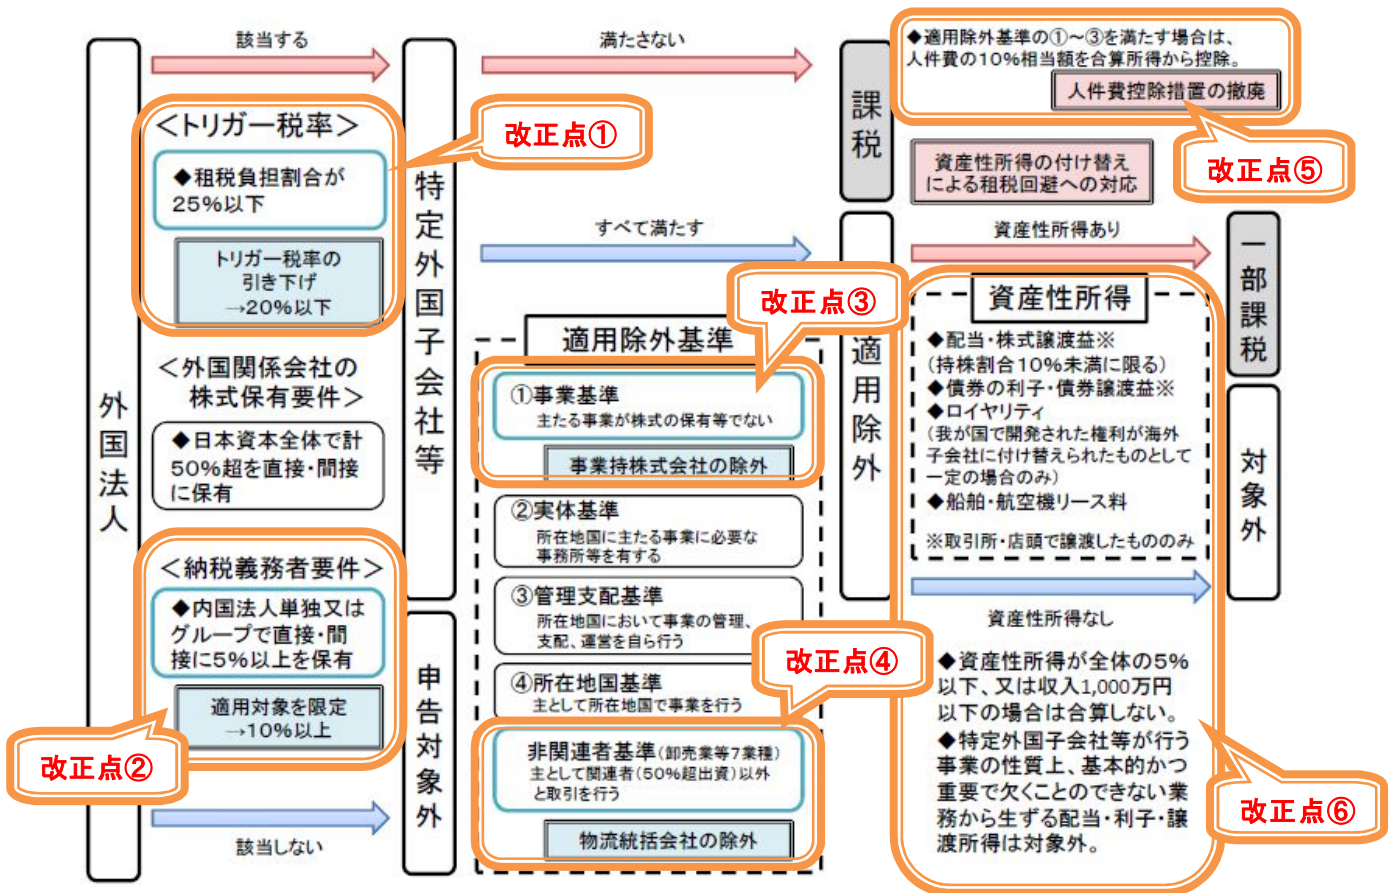 外国法人
該当する
<トリガー税率>
◆租税負担割合が
25%以下
トリガー税率の
引き下げ
→20%以下
改正点①
<外国関係会社の
株式保有要件>
◆日本資本全体で計
50%超を直接・間接
に保有
<納税義務者要件>
◆内国法人単独又は
グループで直接・間
接に5%以上を保有
適用対象を限定
→10%以上
改正点②
該当しない
特定外国子会社等
申告対象外
満たさない
すべて満たす
改正点③
適用除外基準
①事業基準
主たる事業が株式の保有等でない
事業持株式会社の除外
②実体基準
所在地国に主たる事業に必要な
事務所等を有する
③管理支配基準
所在地国において事業の管理、
支配、運営を自ら行う
④所在地国基準
主として所在地国で事業を行う
改正点④
非関連者基準(卸売業等7業種)
主として関連者(50%超出資)以外
と取引を行う
物流統括会社の除外
課税
適用除外
◆適用除外基準の①~③を満たす場合は、
人件費の10%相当額を合算所得から控除。
人件費控除措置の撤廃
改正点⑤
資産性所得の付け替え
による租税回避への対応
資産性所得あり
資産性所得
◆配当・株式譲渡益※
(持株割合10%未満に限る)
◆債券の利子・債券譲渡益※
◆ロイヤリティ
(我が国で開発された権利が海外
子会社に付け替えられたものとして
一定の場合のみ)
◆船舶・航空機リース料
※取引所・店頭で譲渡したもののみ
資産性所得なし
◆資産性所得が全体の5%
以下、又は収入1,000万円
以下の場合は合算しない。
◆特定外国子会社等が行う
事業の性質上、基本的かつ
重要で欠くことのできない業
務から生ずる配当・利子・譲
渡所得は対象外。
改正点⑥
一部課税
対象外